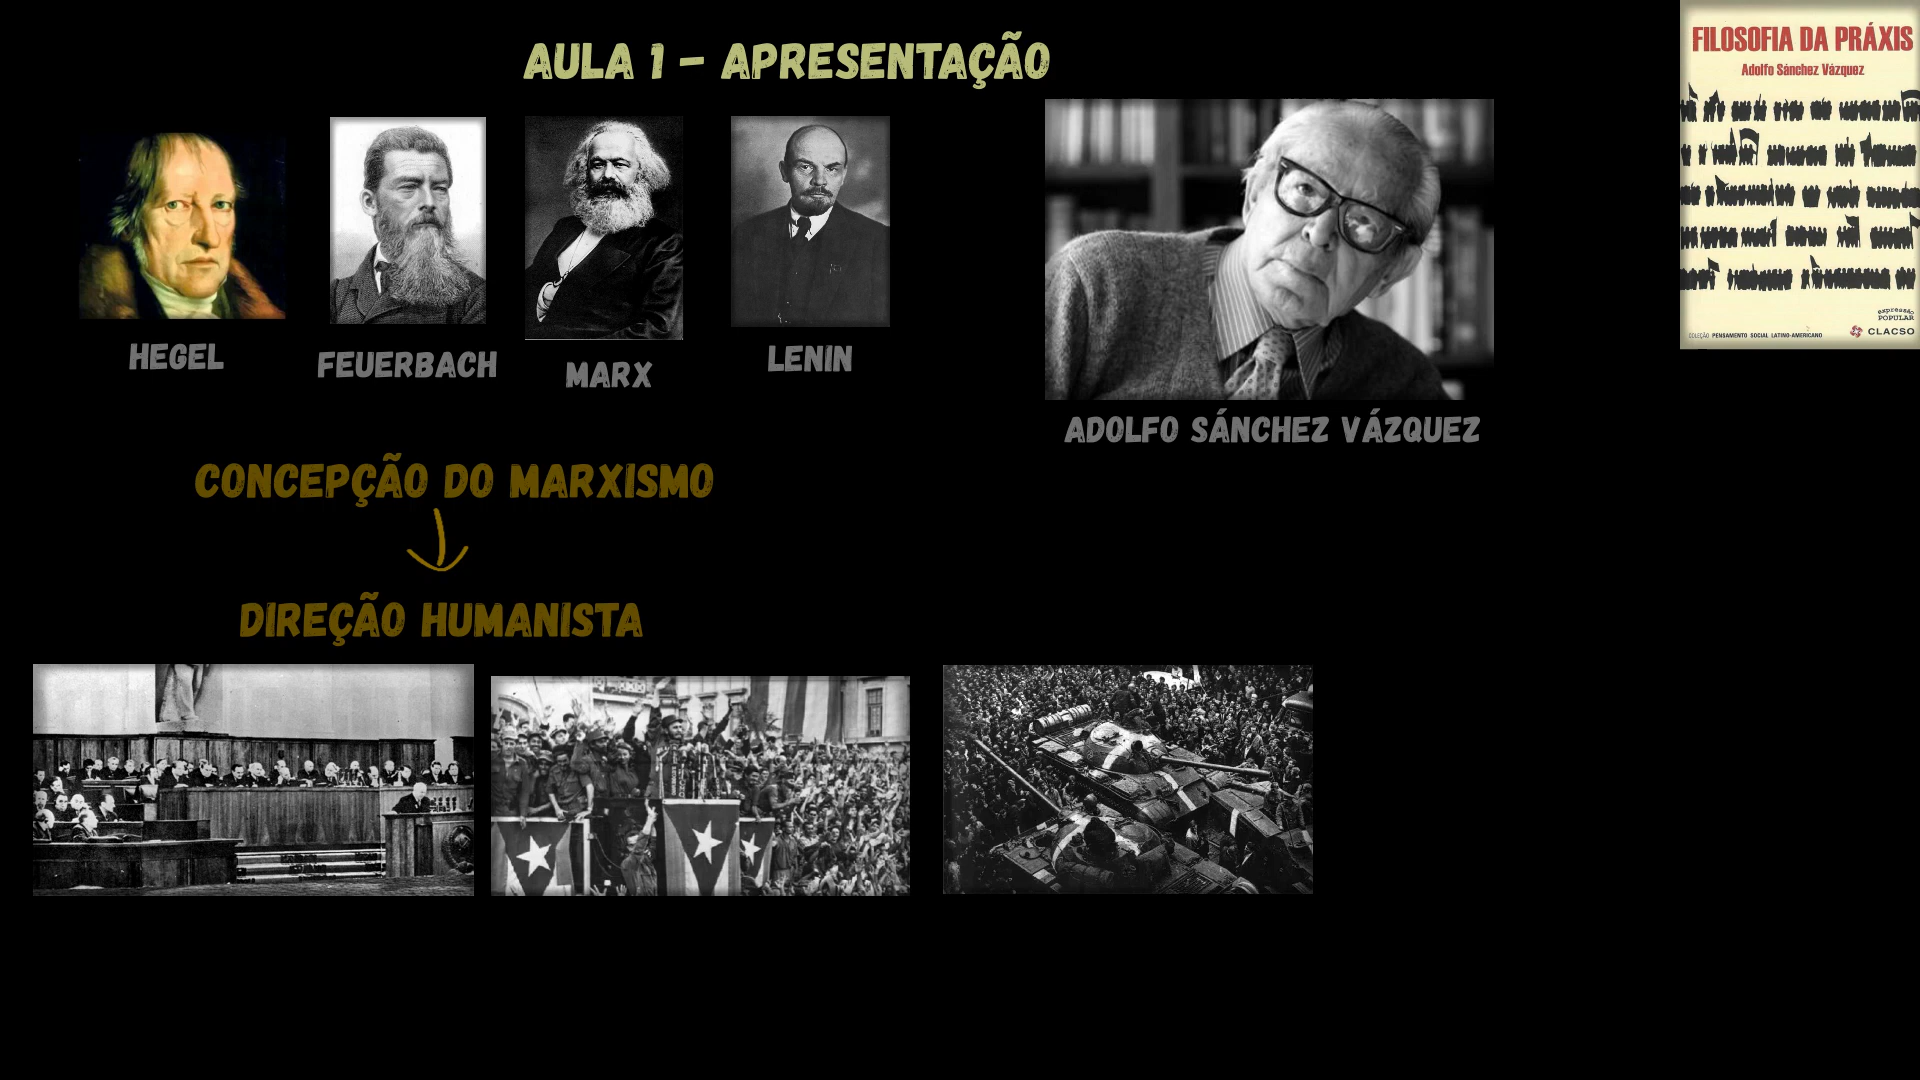 AULA 1 – APRESENTAÇÃO
FILOSOFIA DA PRÁXIS
Adolfo Sánchez Vázquez
expressão
POPULAR
COLEÇÃO PENSAMENTO SOCIAL LATINO-AMERICANO
CLACSO
HEGEL
FEUERBACH
MARX
LENIN
ADOLFO SÁNCHEZ VÁZQUEZ
CONCEPÇÃO DO MARXISMO
DIREÇÃO HUMANISTA